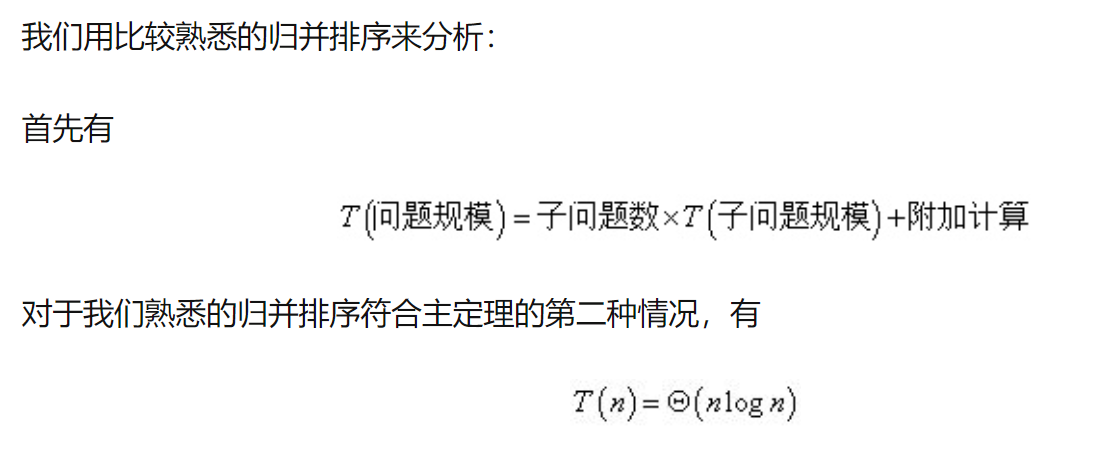 我们用比较熟悉的归并排序来分析：
首先有
T(问题规模)=子问题数×T(子问题规模)+附加计算
对于我们熟悉的归并排序符合主定理的第二种情况，有
T(n)=Θ(nlog n)